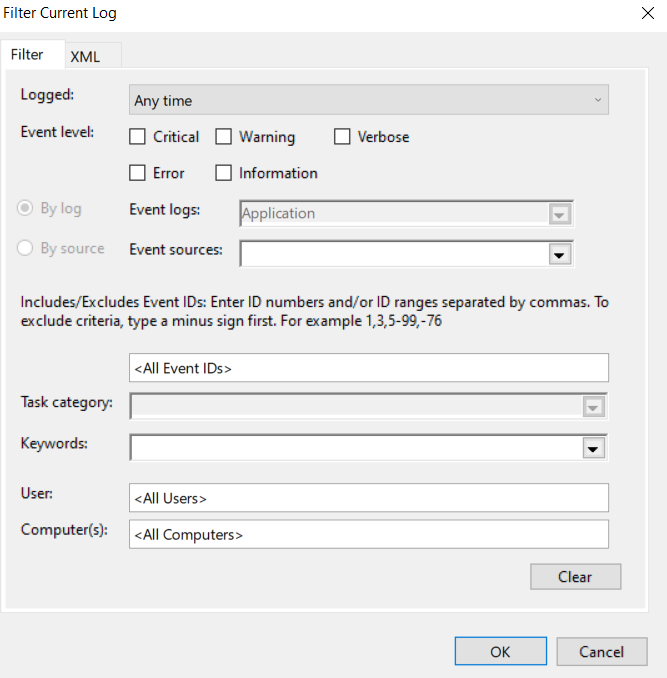 Filter Current Log
Filter XML
Logged: Any time
Event level: Critical Warning Verbose
Error Information
By log Event logs: Application
By source Event sources:
Includes/Excludes Event IDs: Enter ID numbers and/or ID ranges separated by commas. To
exclude criteria, type a minus sign first. For example 1,3,5-99,-76
<All Event IDs>
Task category:
Keywords:
User: <All Users>
Computer(s): <All Computers>
Clear
OK Cancel